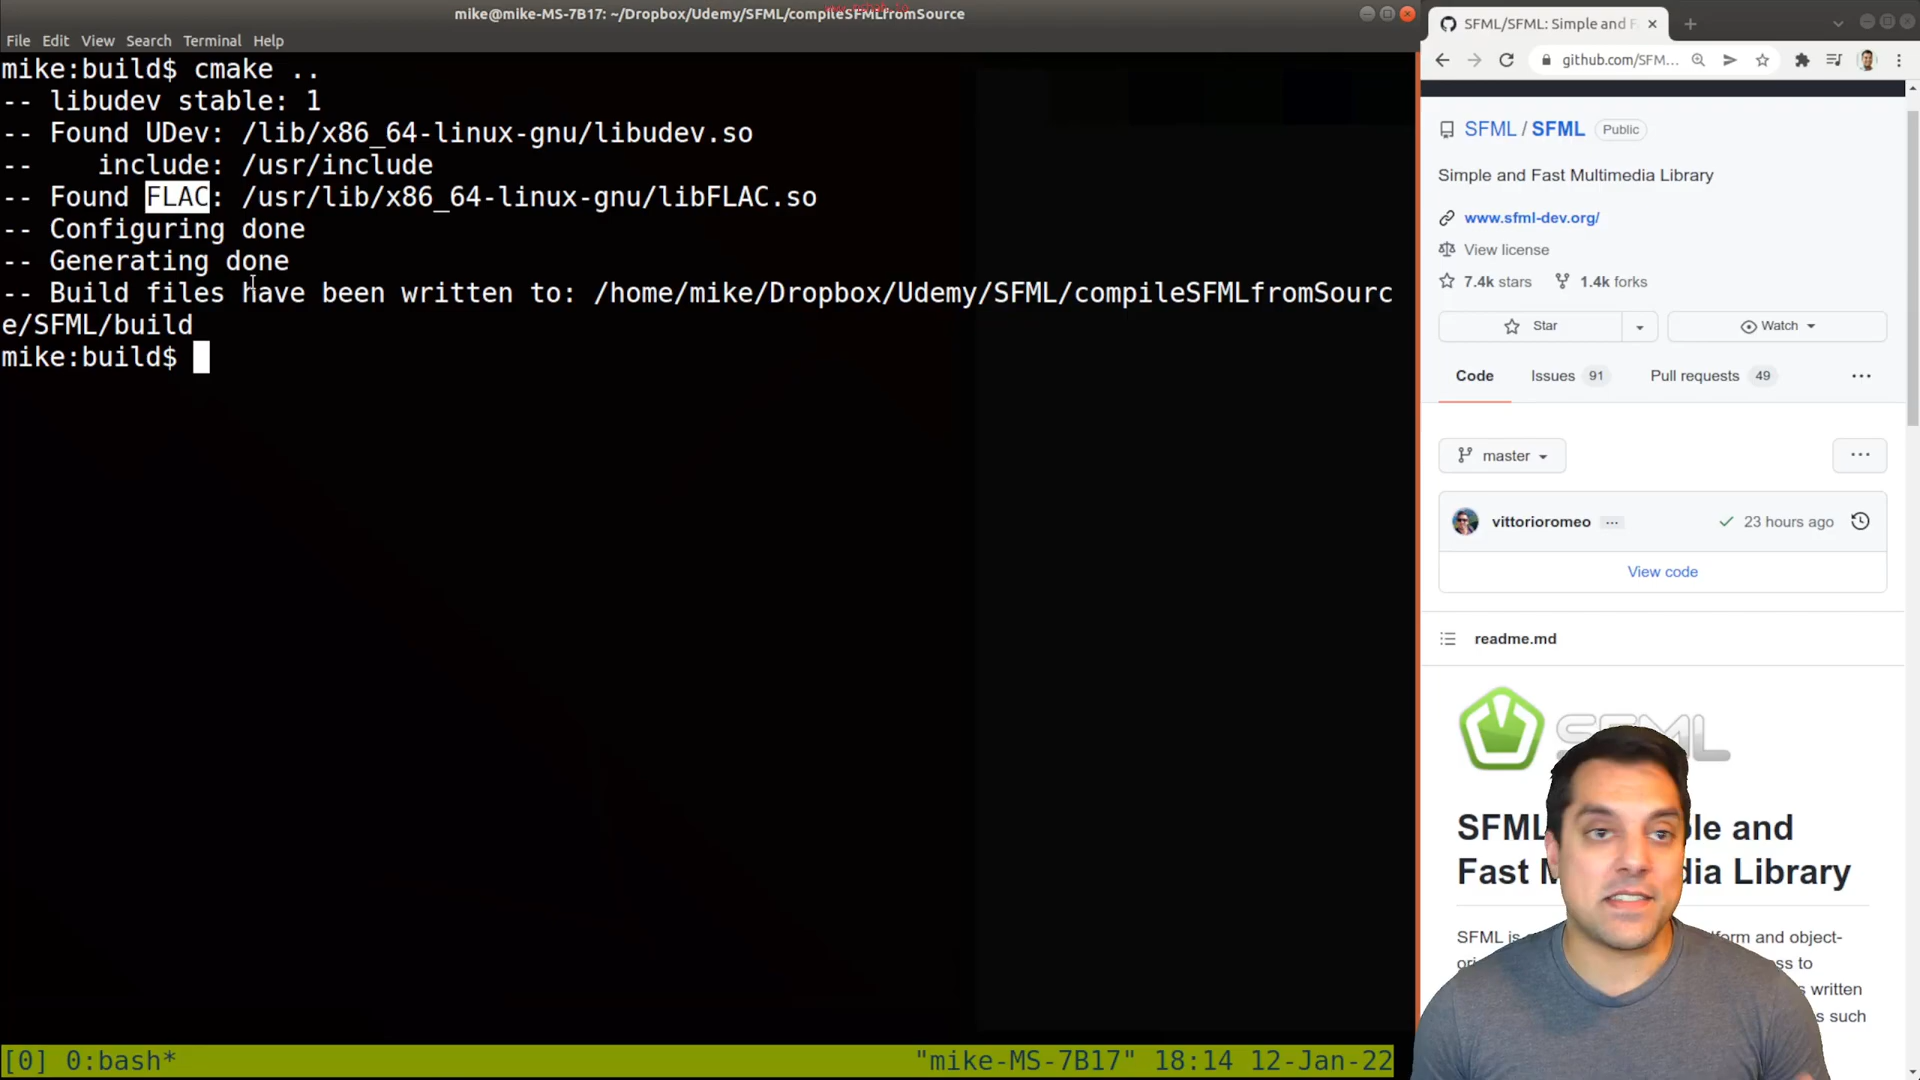 mike@mike-MS-7B17: ~/Dropbox/Udemy/SFML/compileSFMLfromSource
File Edit View Search Terminal Help
mike:build$ cmake ..
-- libudev stable: 1
-- Found UDev: /lib/x86_64-linux-gnu/libudev.so
--    include: /usr/include
-- Found FLAC: /usr/lib/x86_64-linux-gnu/libFLAC.so
-- Configuring done
-- Generating done
-- Build files have been written to: /home/mike/Dropbox/Udemy/SFML/compileSFMLfromSourc
e/SFML/build
mike:build$
[0] 0:bash* "mike-MS-7B17" 18:14 12-Jan-22
SFML/SFML: Simple and F
github.com/SFM...
SFML / SFML Public
Simple and Fast Multimedia Library
www.sfml-dev.org/
View license
7.4k stars 1.4k forks
Star Watch
Code Issues 91 Pull requests 49 ...
master ...
vittorioromeo ... 23 hours ago
View code
readme.md
SFML
SFML ple and
Fast M dia Library
SFML is form and object-
ss to
s written
s such